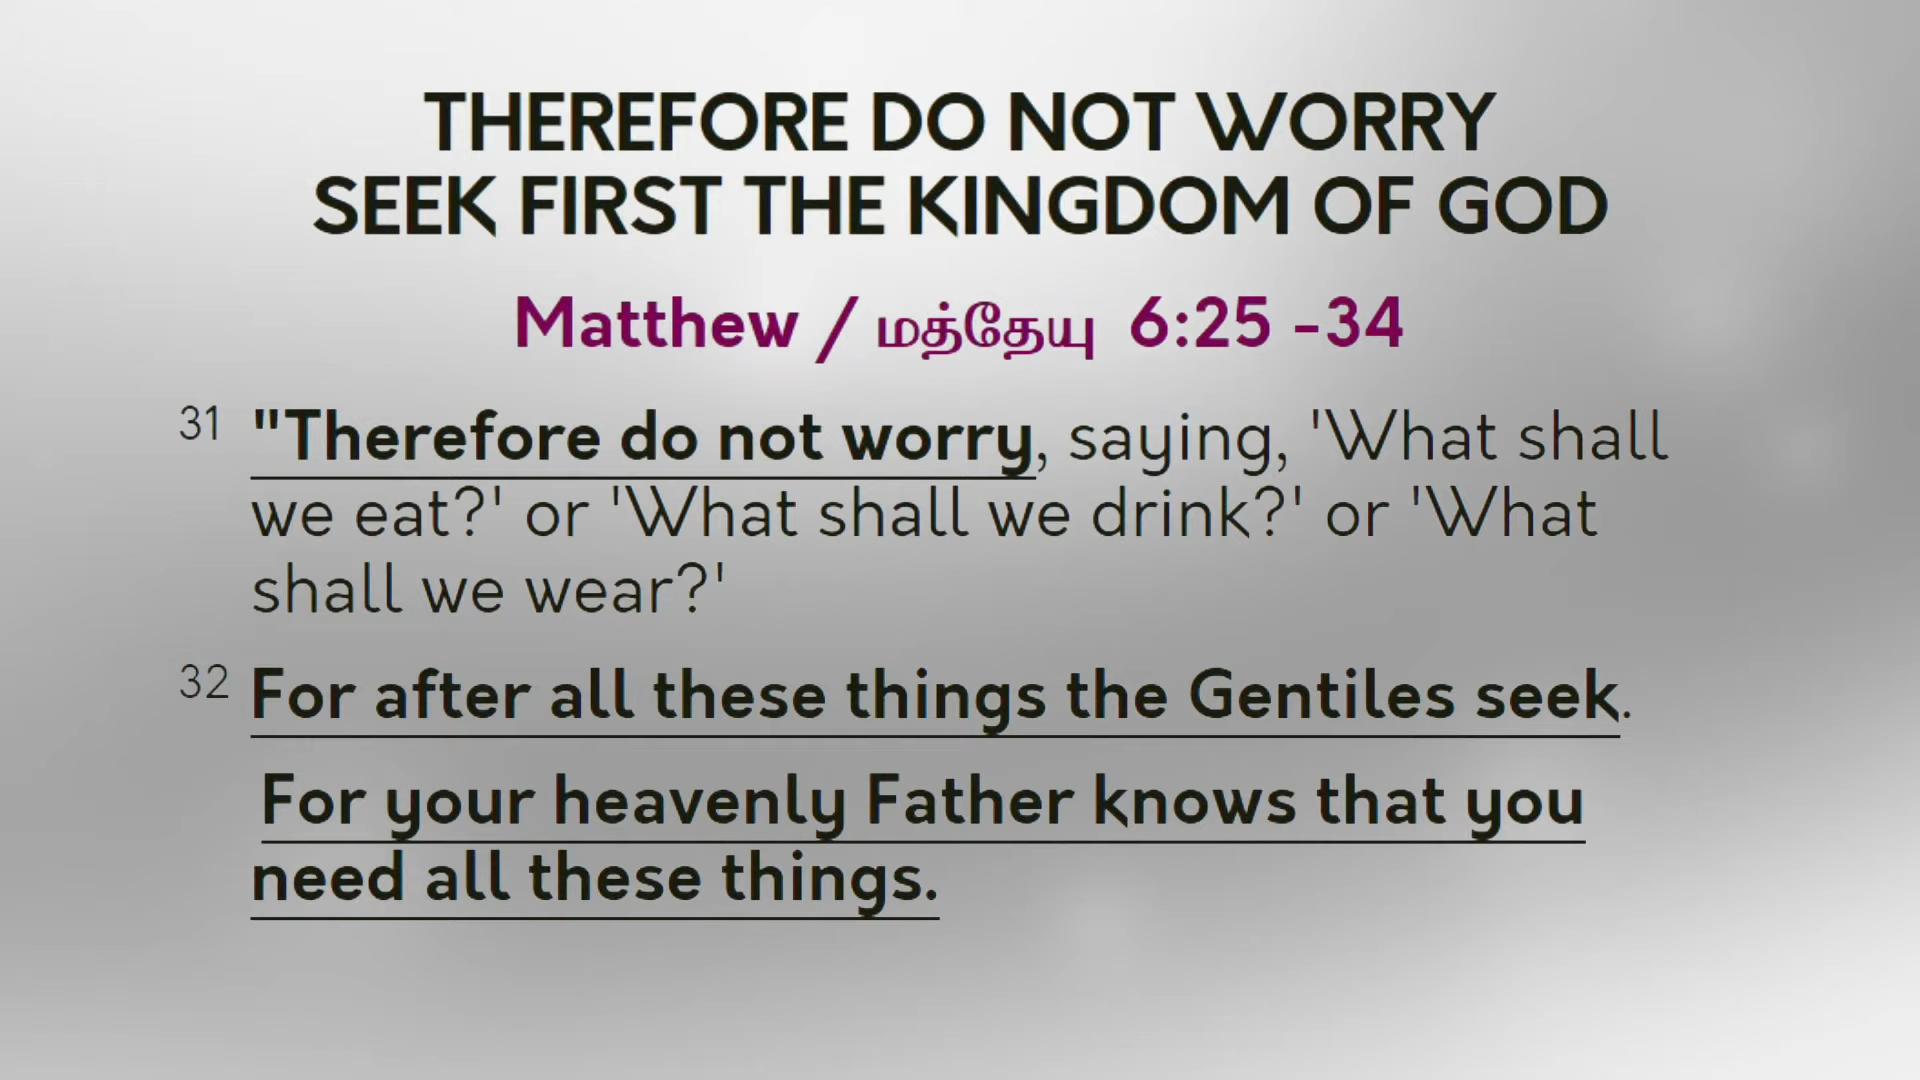 THEREFORE DO NOT WORRY
SEEK FIRST THE KINGDOM OF GOD
Matthew / மத்தேயு 6:25 -34
31 "Therefore do not worry, saying, 'What shall
we eat?' or 'What shall we drink?' or 'What
shall we wear?'
32 For after all these things the Gentiles seek.
For your heavenly Father knows that you
need all these things.